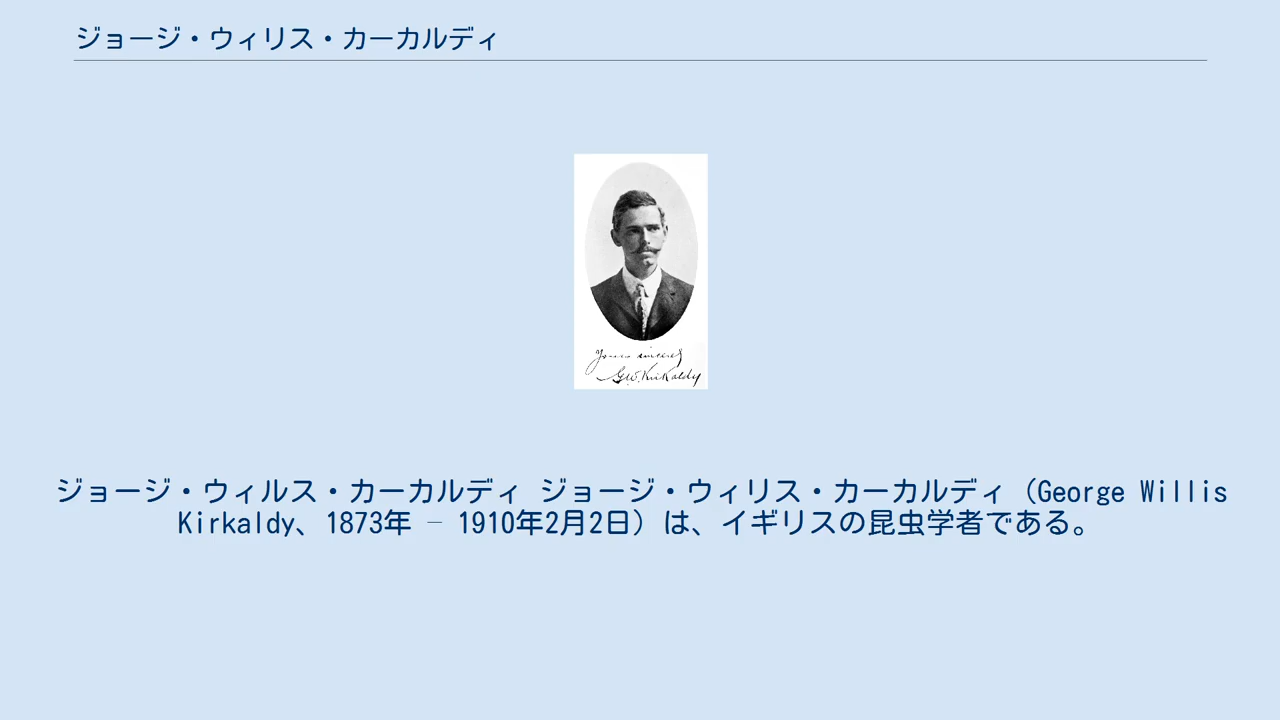 ジョージ・ウィリス・カーカルディ
Yours sincerely
G.W. Kirkaldy
ジョージ・ウィルス・カーカルディ ジョージ・ウィリス・カーカルディ（George Willis
Kirkaldy、1873年 – 1910年2月2日）は、イギリスの昆虫学者である。